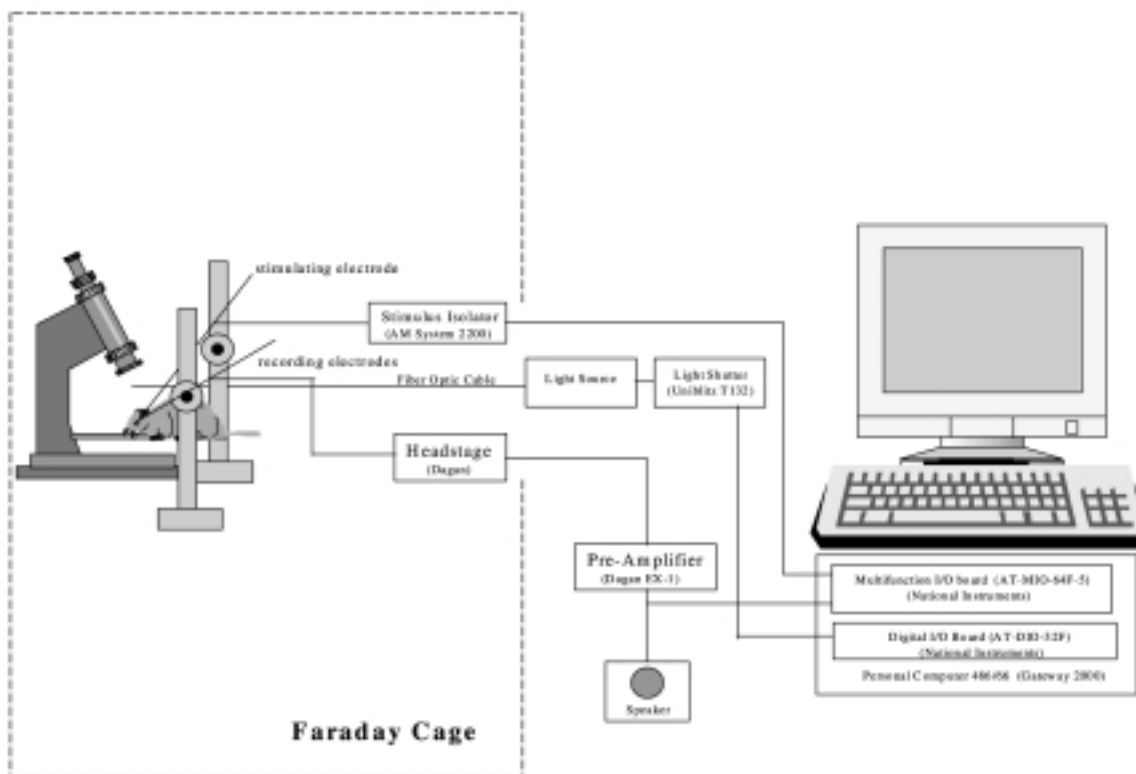 stimulating electrode
Stimulus Isolator
(AM System 2200)
recording electrodes
Fiber Optic Cable
Light Source
Light Shutter
(Uniblitz T132)
Headstage
(Dagan)
Pre-Amplifier
(Dagan EX-1)
Multifunction I/O board (AT-MIO-64F-5)
(National Instruments)
Digital I/O Board (AT-DIO-32F)
(National Instruments)
Personal Computer 486/66 (Gateway 2000)
Speaker
Faraday Cage